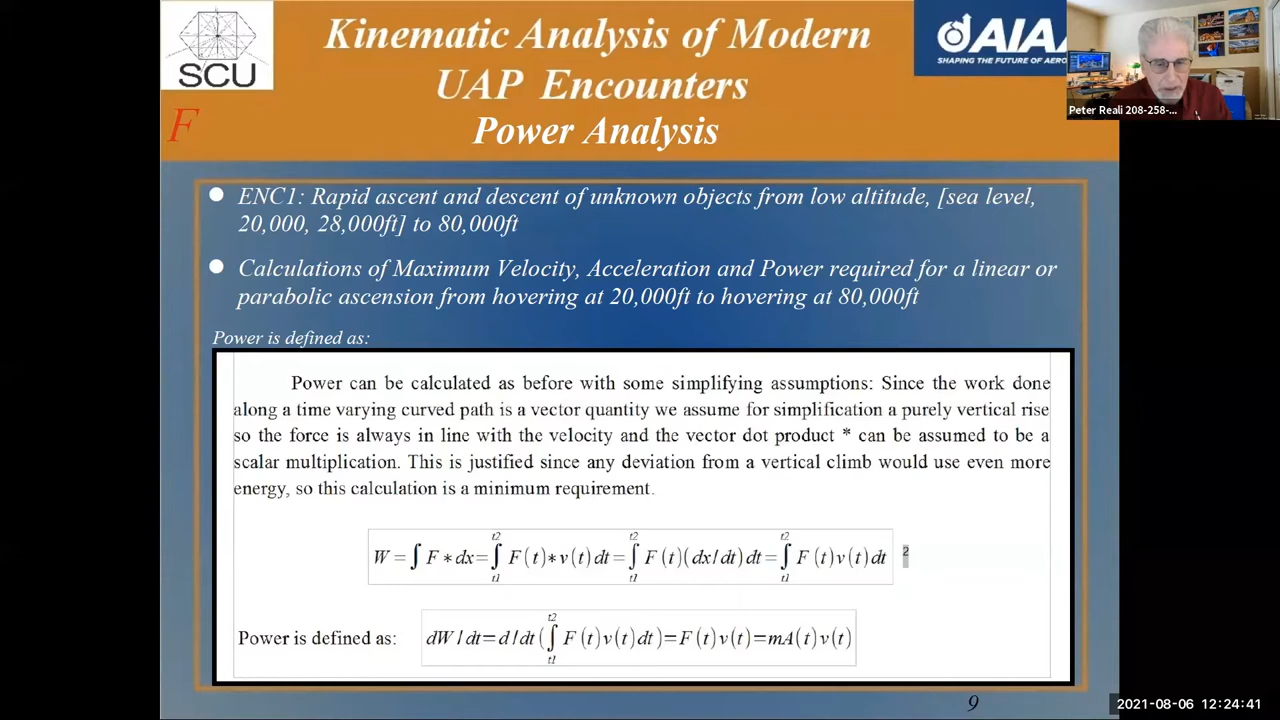 SCU
Kinematic Analysis of Modern
UAP Encounters
Power Analysis
AIAA
SHAPING THE FUTURE OF AERO
Peter Reali 208-258-...
F
ENC1: Rapid ascent and descent of unknown objects from low altitude, [sea level,
20,000, 28,000ft] to 80,000ft
Calculations of Maximum Velocity, Acceleration and Power required for a linear or
parabolic ascension from hovering at 20,000ft to hovering at 80,000ft
Power is defined as:
Power can be calculated as before with some simplifying assumptions: Since the work done
along a time varying curved path is a vector quantity we assume for simplification a purely vertical rise
so the force is always in line with the velocity and the vector dot product * can be assumed to be a
scalar multiplication. This is justified since any deviation from a vertical climb would use even more
energy, so this calculation is a minimum requirement.
W = ∫ F * dx = ∫t1t2 F(t) * v(t) dt = ∫t1t2 F(t)(dx/dt) dt = ∫t1t2 F(t) v(t) dt 2
Power is defined as: dW/dt = d/dt (∫t1t2 F(t) v(t) dt) = F(t) v(t) = mA(t) v(t)
9
2021-08-06 12:24:41